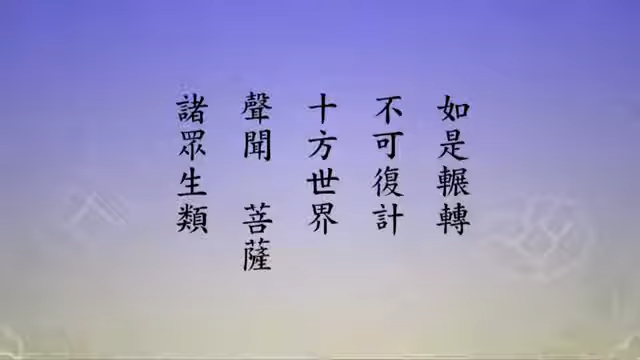 如是輾轉
不可復計
十方世界
聲聞　菩薩
諸眾生類